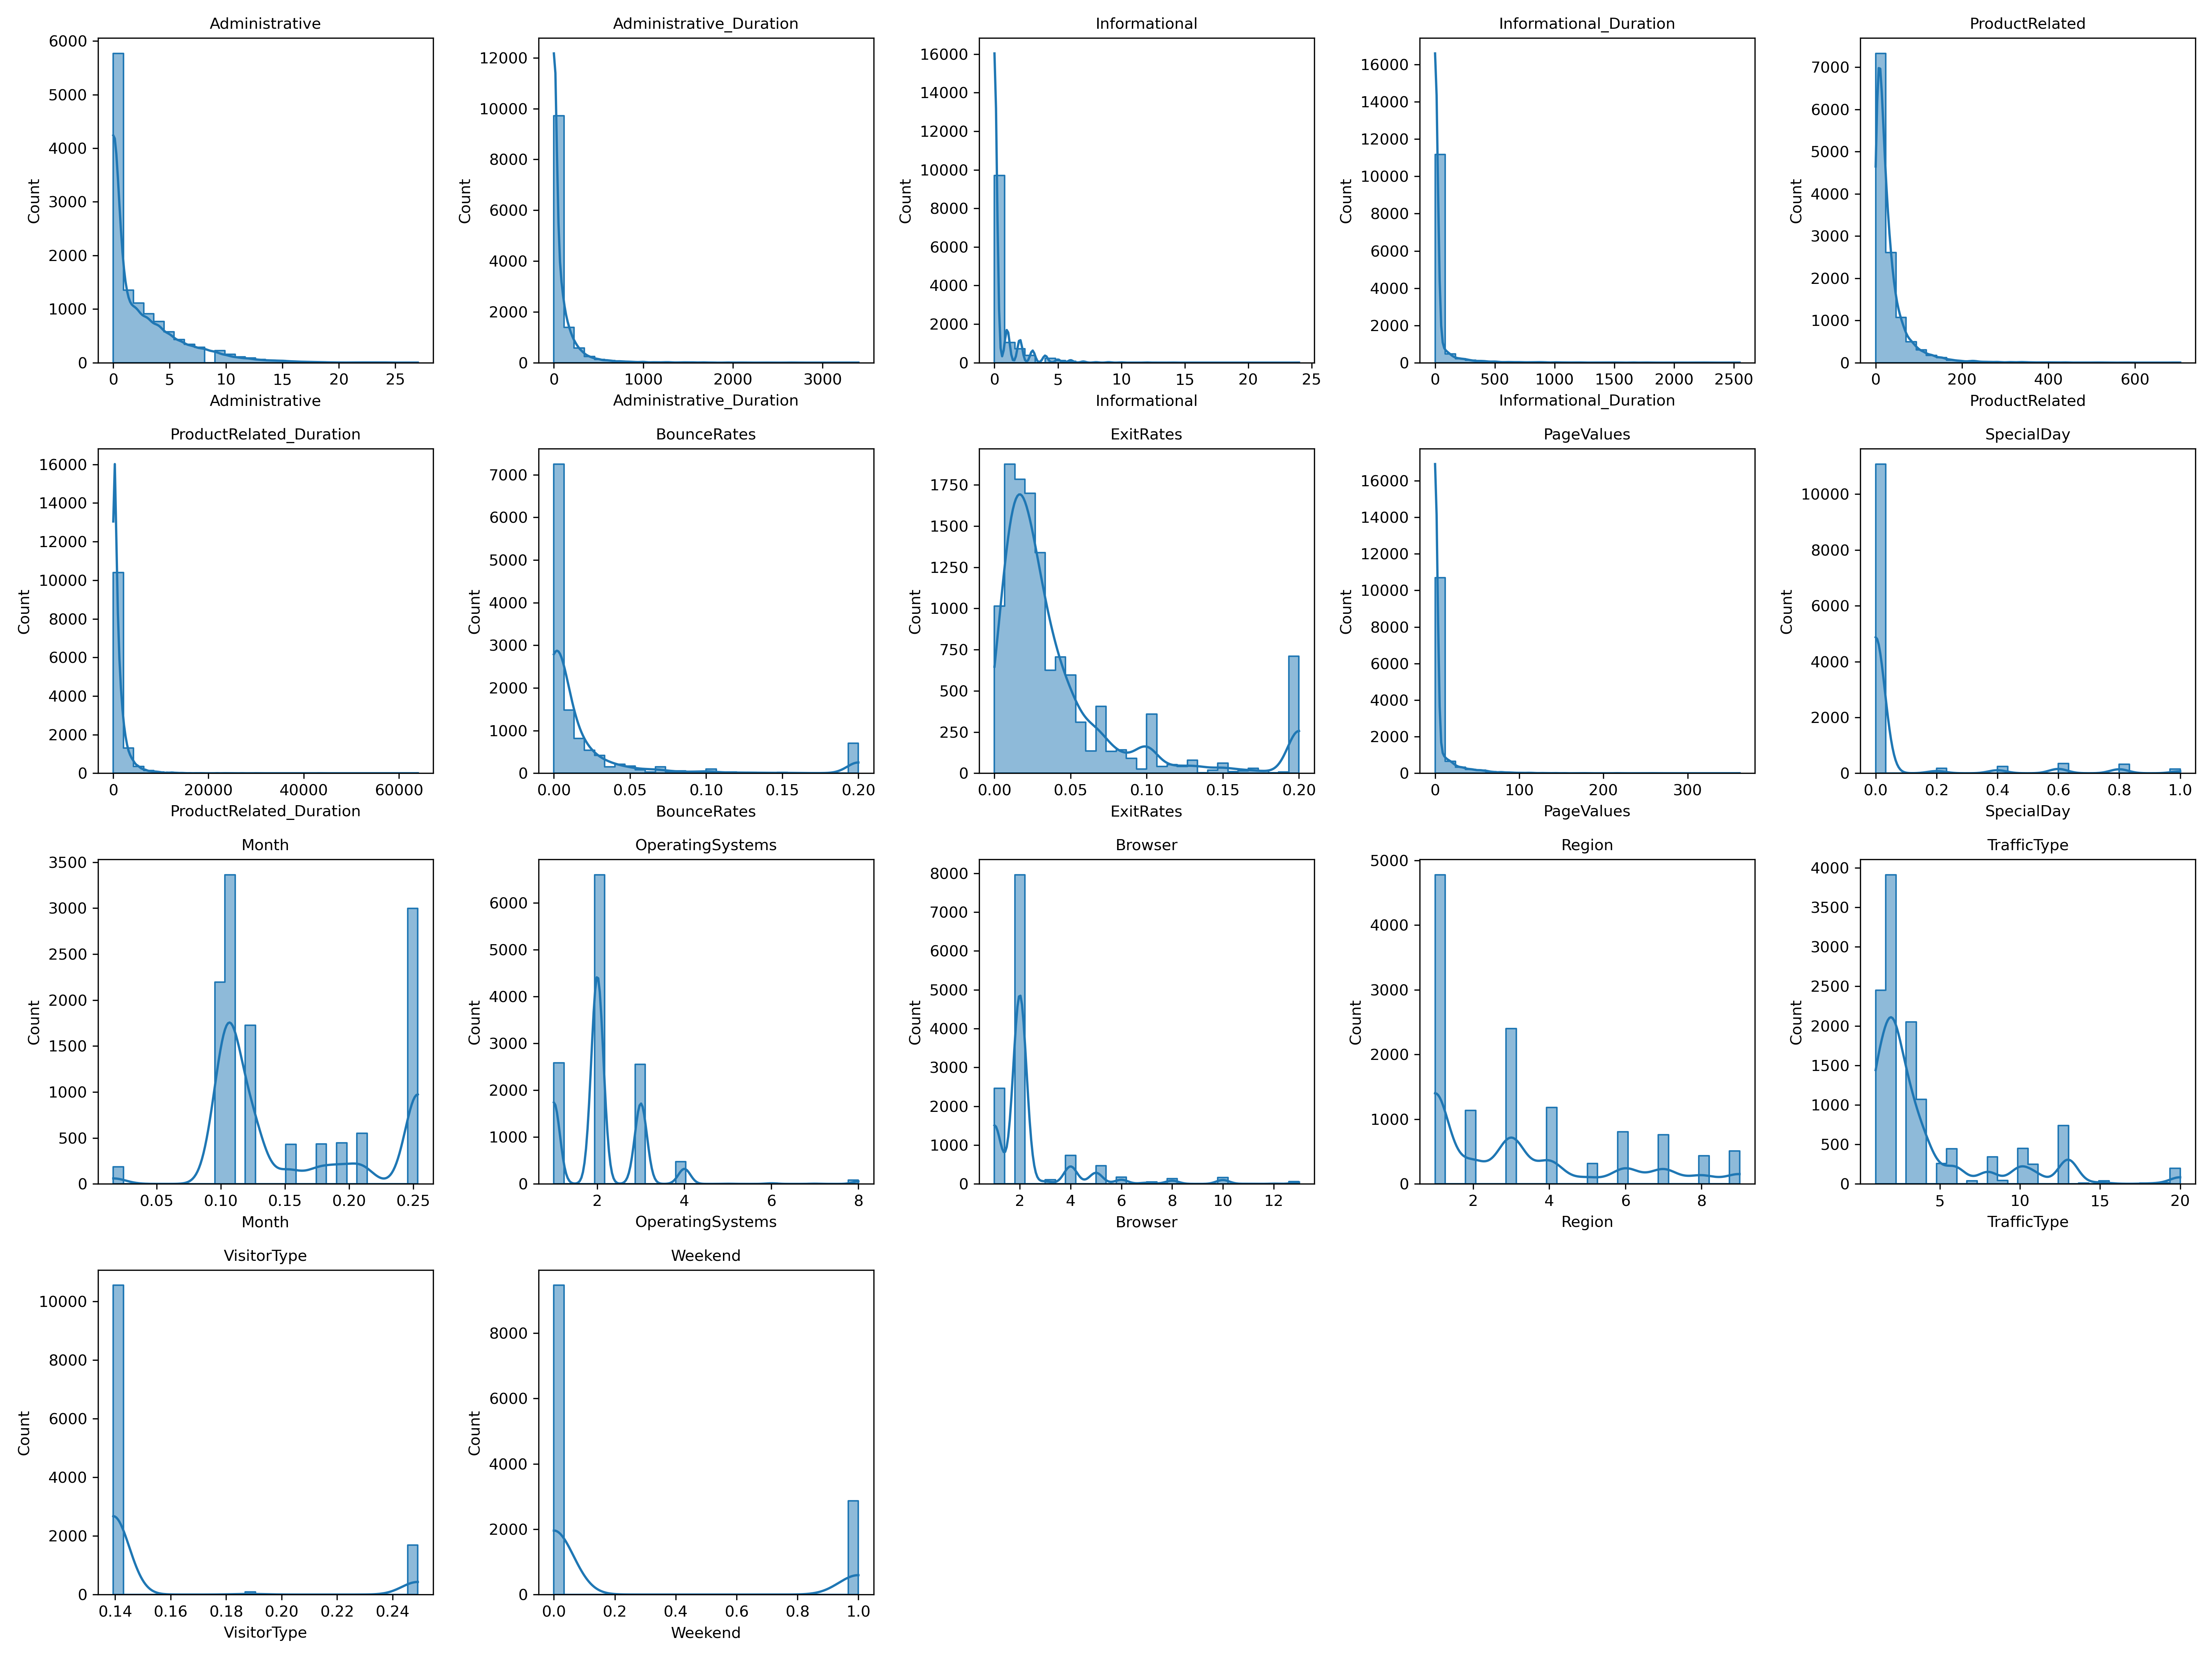 Administrative
6000
5000
4000
3000
2000
1000
0
Count
0 5 10 15 20 25
Administrative
Administrative_Duration
12000
10000
8000
6000
4000
2000
0
Count
0 1000 2000 3000
Administrative_Duration
Informational
16000
14000
12000
10000
8000
6000
4000
2000
0
Count
0 5 10 15 20 25
Informational
Informational_Duration
16000
14000
12000
10000
8000
6000
4000
2000
0
Count
0 500 1000 1500 2000 2500
Informational_Duration
ProductRelated
7000
6000
5000
4000
3000
2000
1000
0
Count
0 200 400 600
ProductRelated
ProductRelated_Duration
16000
14000
12000
10000
8000
6000
4000
2000
0
Count
0 20000 40000 60000
ProductRelated_Duration
BounceRates
7000
6000
5000
4000
3000
2000
1000
0
Count
0.00 0.05 0.10 0.15 0.20
BounceRates
ExitRates
1750
1500
1250
1000
750
500
250
0
Count
0.00 0.05 0.10 0.15 0.20
ExitRates
PageValues
16000
14000
12000
10000
8000
6000
4000
2000
0
Count
0 100 200 300
PageValues
SpecialDay
10000
8000
6000
4000
2000
0
Count
0.0 0.2 0.4 0.6 0.8 1.0
SpecialDay
Month
3500
3000
2500
2000
1500
1000
500
0
Count
0.05 0.10 0.15 0.20 0.25
Month
OperatingSystems
6000
5000
4000
3000
2000
1000
0
Count
2 4 6 8
OperatingSystems
Browser
8000
7000
6000
5000
4000
3000
2000
1000
0
Count
2 4 6 8 10 12
Browser
Region
5000
4000
3000
2000
1000
0
Count
2 4 6 8
Region
TrafficType
4000
3500
3000
2500
2000
1500
1000
500
0
Count
5 10 15 20
TrafficType
VisitorType
10000
8000
6000
4000
2000
0
Count
0.14 0.16 0.18 0.20 0.22 0.24
VisitorType
Weekend
8000
6000
4000
2000
0
Count
0.0 0.2 0.4 0.6 0.8 1.0
Weekend